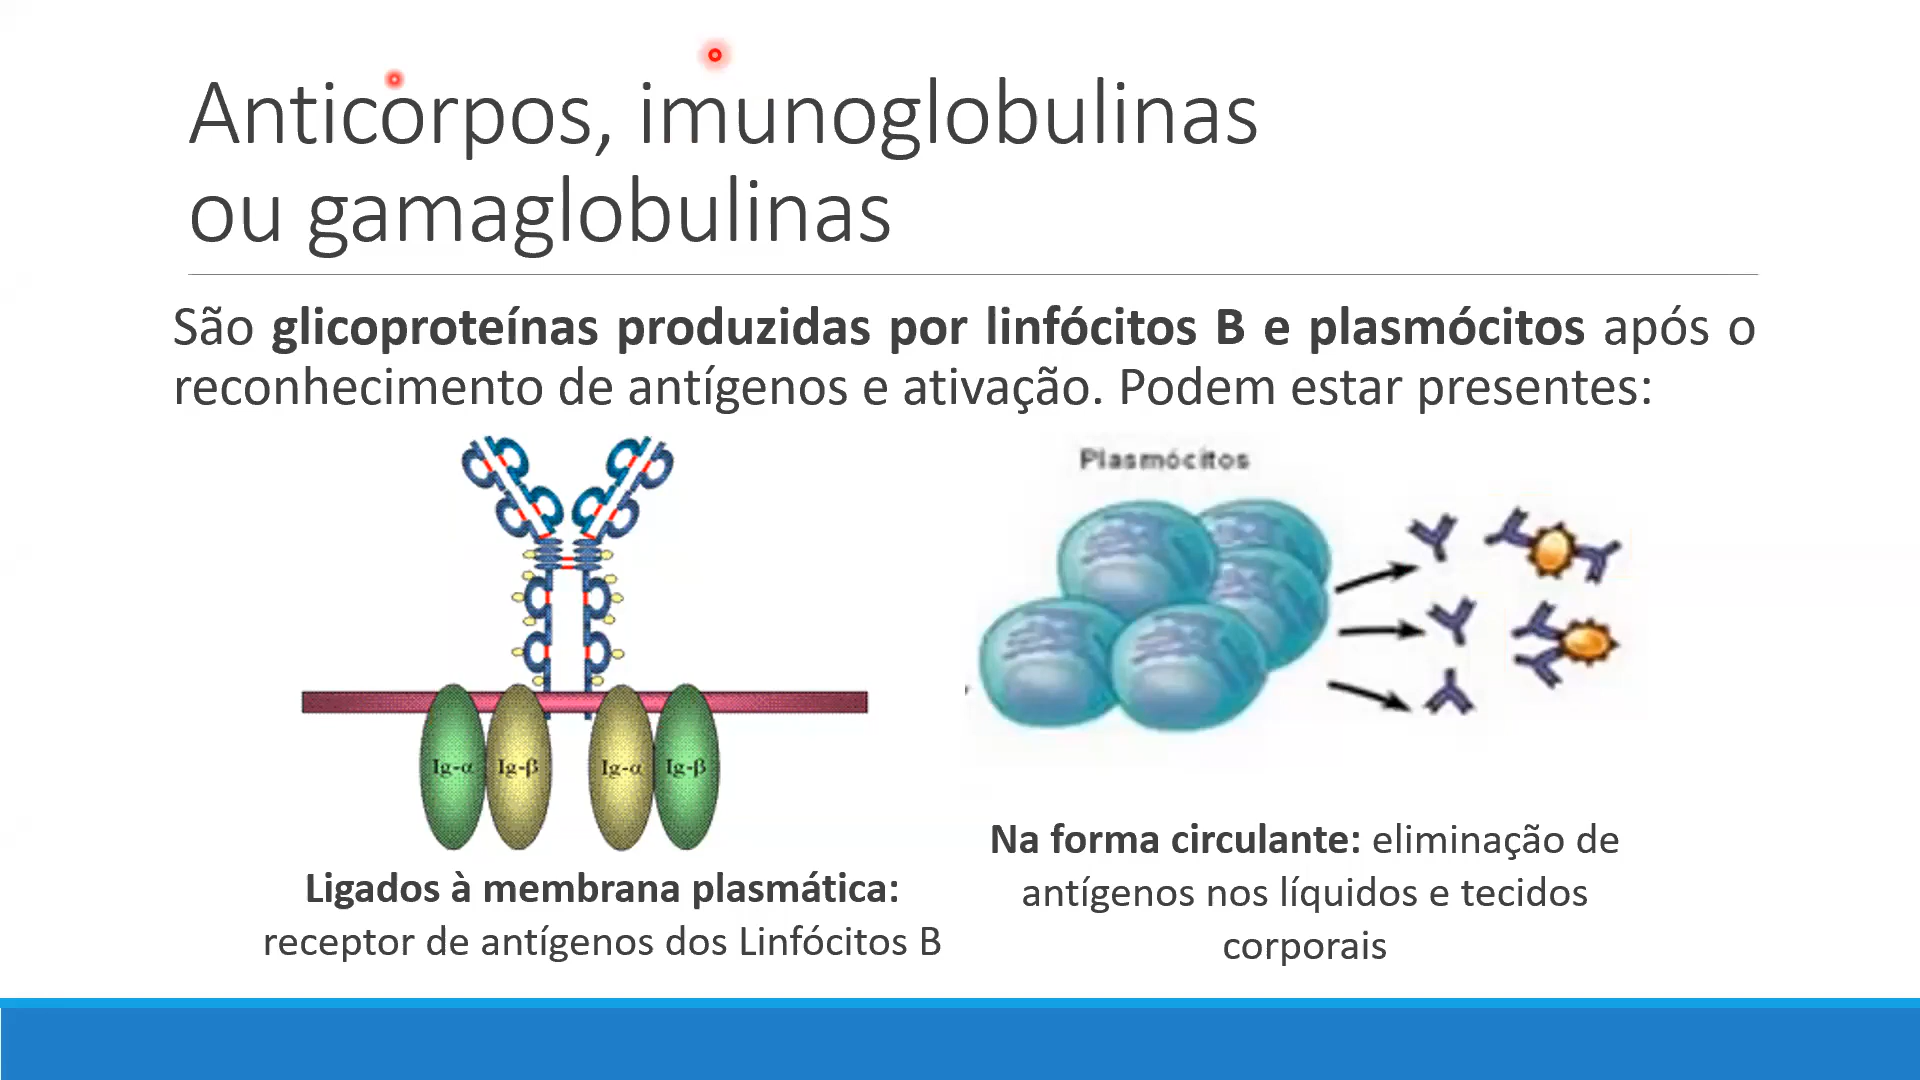 Anticorpos, imunoglobulinas
ou gamaglobulinas
São glicoproteínas produzidas por linfócitos B e plasmócitos após o
reconhecimento de antígenos e ativação. Podem estar presentes:
Plasmócitos
Ig-α Ig-β Ig-α Ig-β
Ligados à membrana plasmática:
receptor de antígenos dos Linfócitos B
Na forma circulante: eliminação de
antígenos nos líquidos e tecidos
corporais